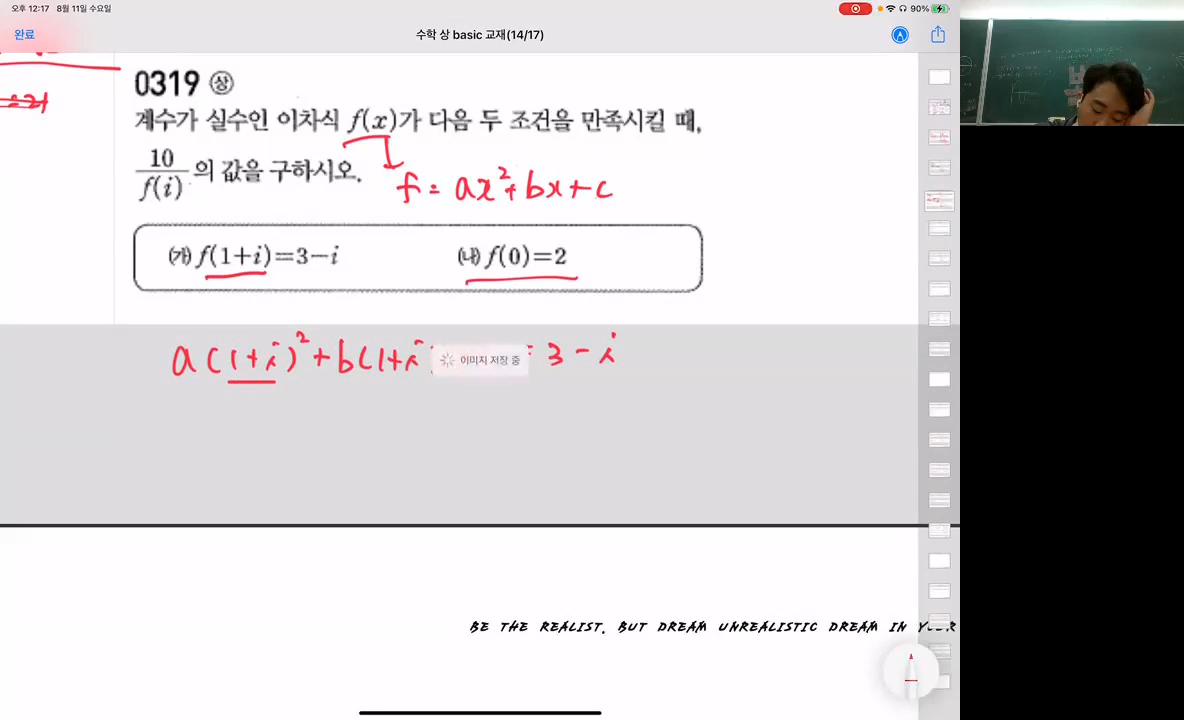 오후 12:17 8월 11일 수요일
90%
완료
수학 상 basic 교재(14/17)
0319 상
계수가 실수인 이차식 f(x)가 다음 두 조건을 만족시킬 때,
10/f(i) 의 값을 구하시오.
f = ax²+bx+c
㈎ f(1+i)=3-i ㈏ f(0)=2
a(1+i)²+b(1+i = 3-i
이미지 저장 중
BE THE REALIST. BUT DREAM UNREALISTIC DREAM IN